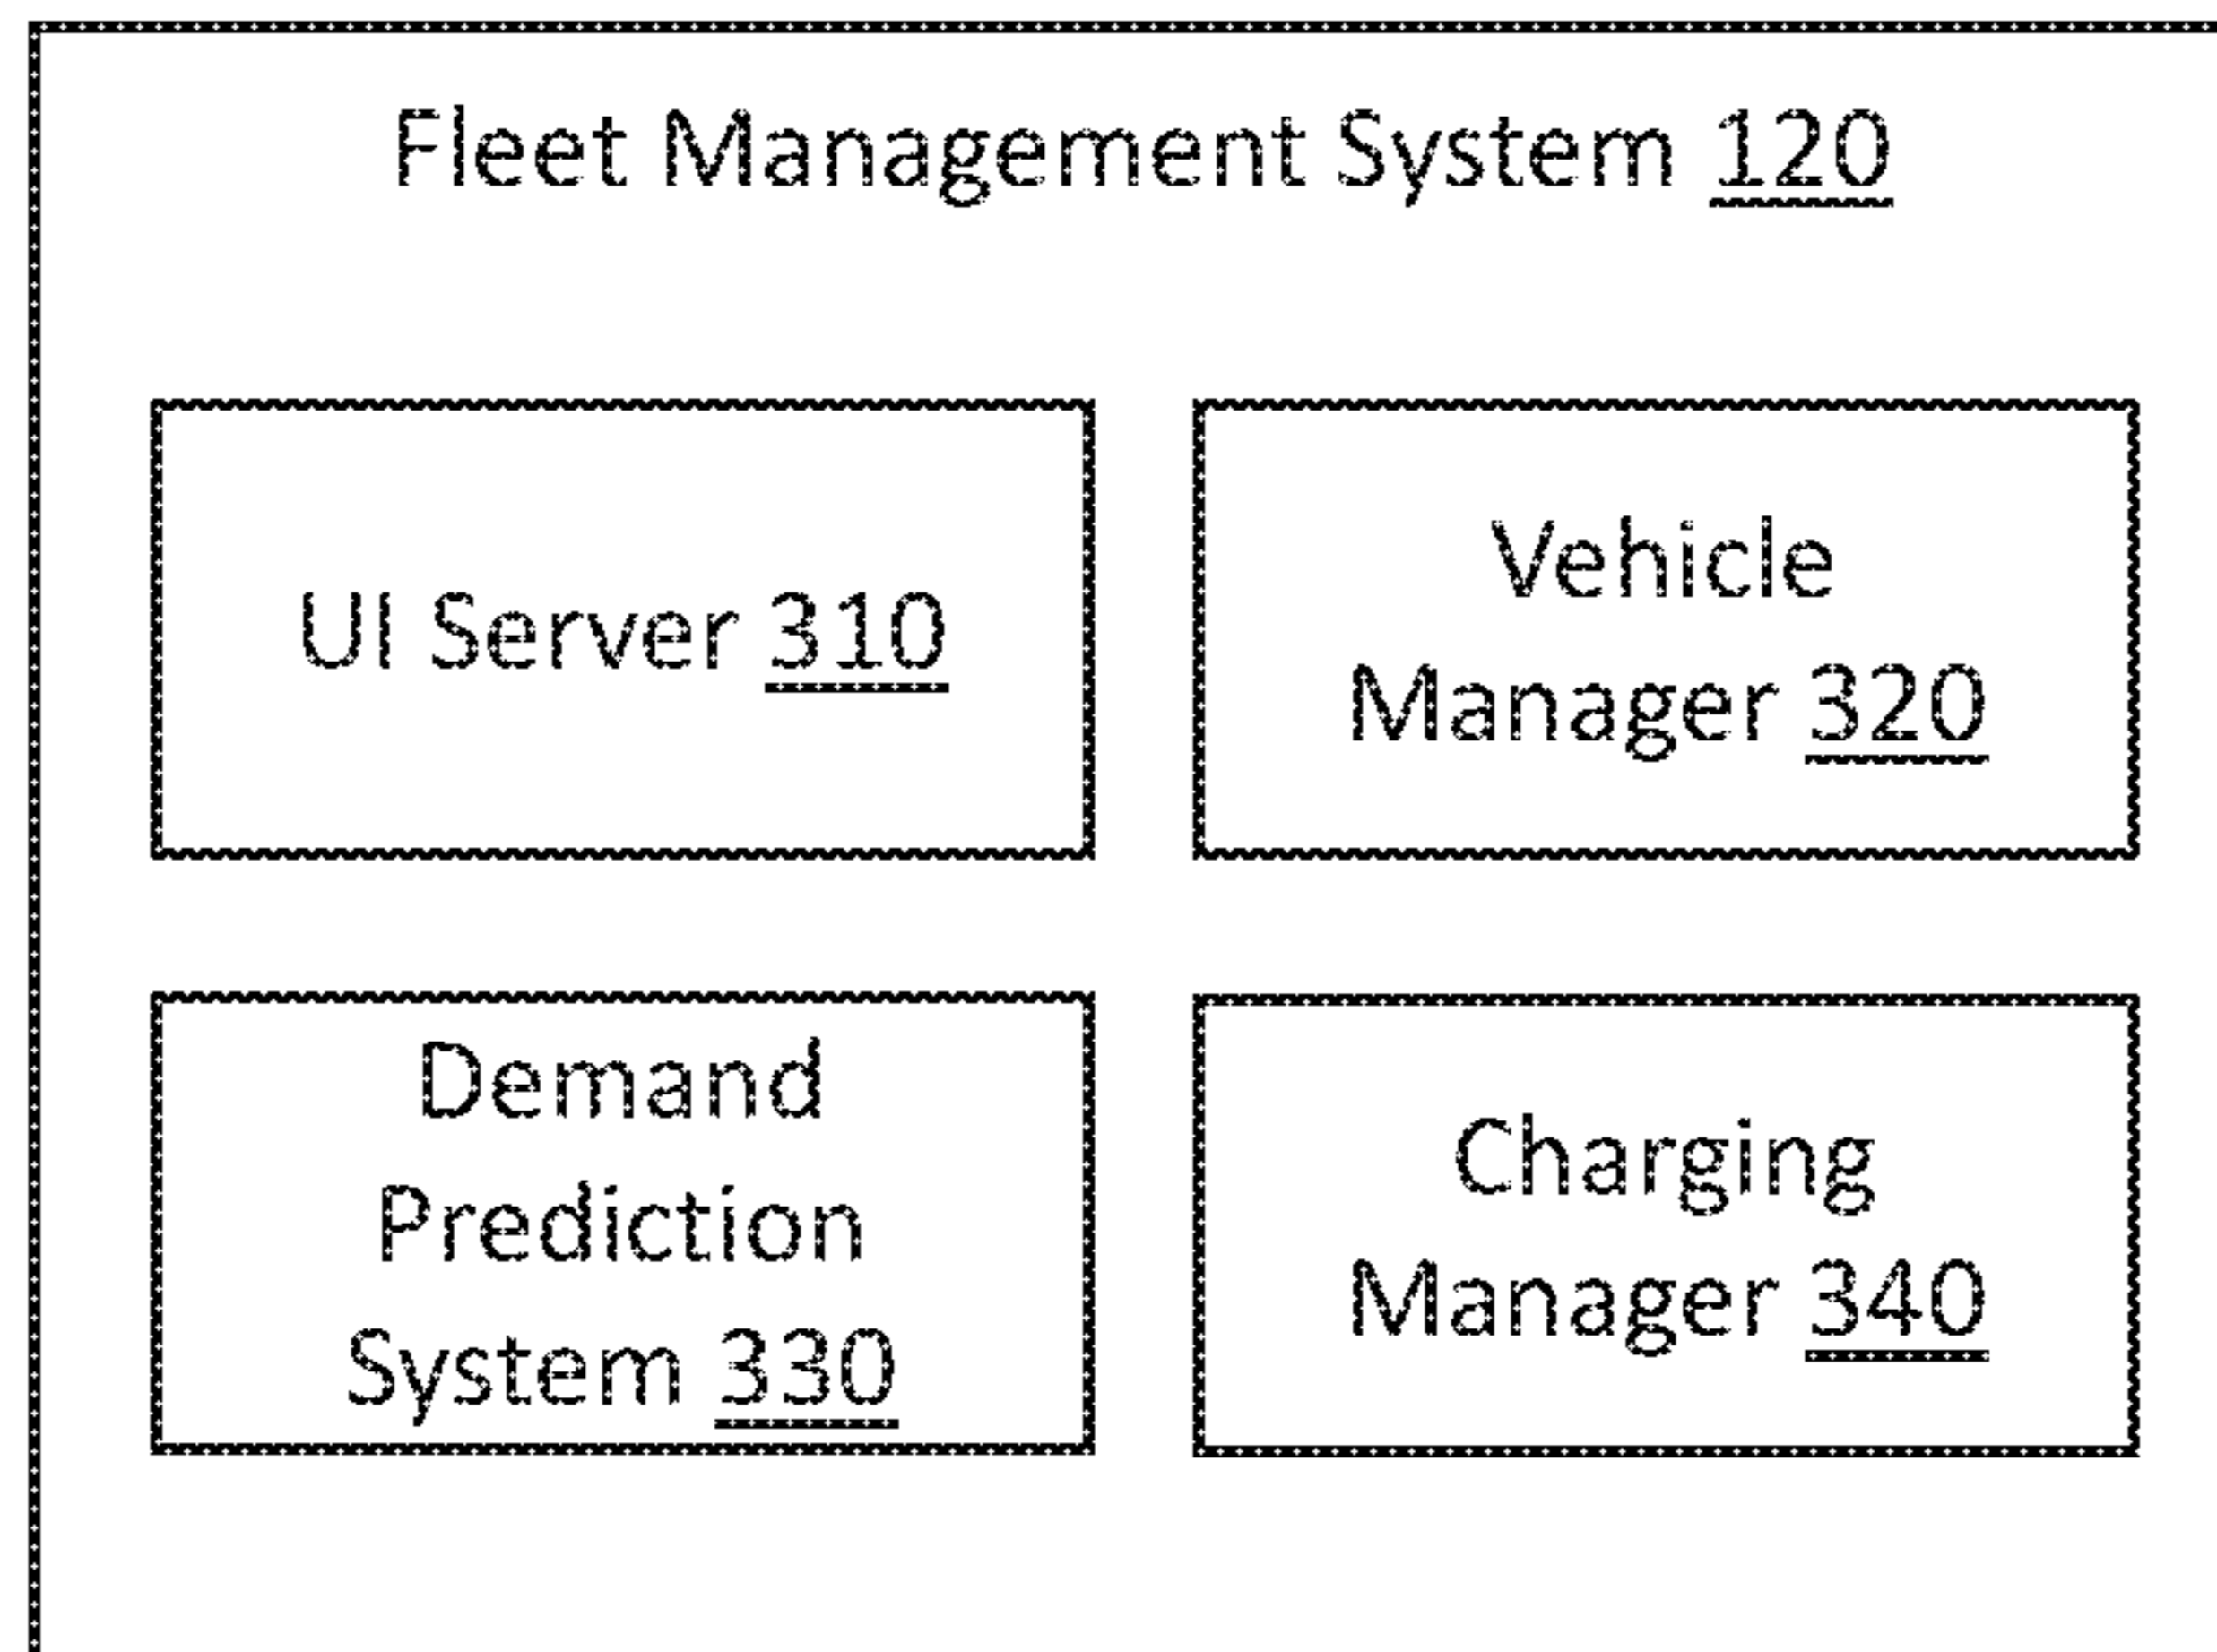 Fleet Management System 120
UI Server 310
Vehicle
Manager 320
Demand
Prediction
System 330
Charging
Manager 340